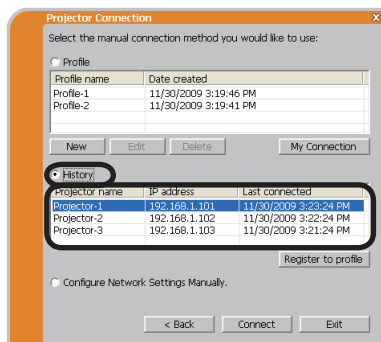 Projector Connection x
Select the manual connection method you would like to use:
Profile
Profile name Date created
Profile-1 11/30/2009 3:19:46 PM
Profile-2 11/30/2009 3:19:41 PM
New Edit Delete My Connection
History
Projector name IP address Last connected
Projector-1 192.168.1.101 11/30/2009 3:23:24 PM
Projector-2 192.168.1.102 11/30/2009 3:22:24 PM
Projector-3 192.168.1.103 11/30/2009 3:21:24 PM
Register to profile
Configure Network Settings Manually.
< Back Connect Exit